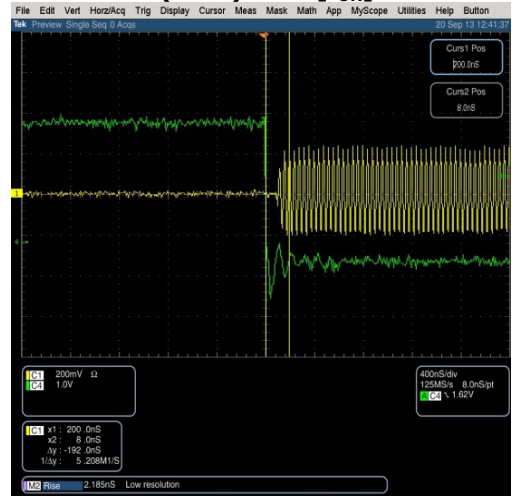 File Edit Vert Horz/Acq Trig Display Cursor Meas Mask Math App MyScope Utilities Help Button
Tek Preview Single Seq 0 Acqs 20 Sep 13 12:41:37
Curs1 Pos
200.0nS
Curs2 Pos
8.0nS
1
4
C1 200mV Ω
C4 1.0V
400nS/div
125MS/s 8.0nS/pt
A C4 \ 1.62V
C1 x1 : 200 .0nS
x2 : 8 .0nS
Δy : -192 .0nS
1/Δy : 5 .208M1/S
M2 Rise 2.185nS Low resolution